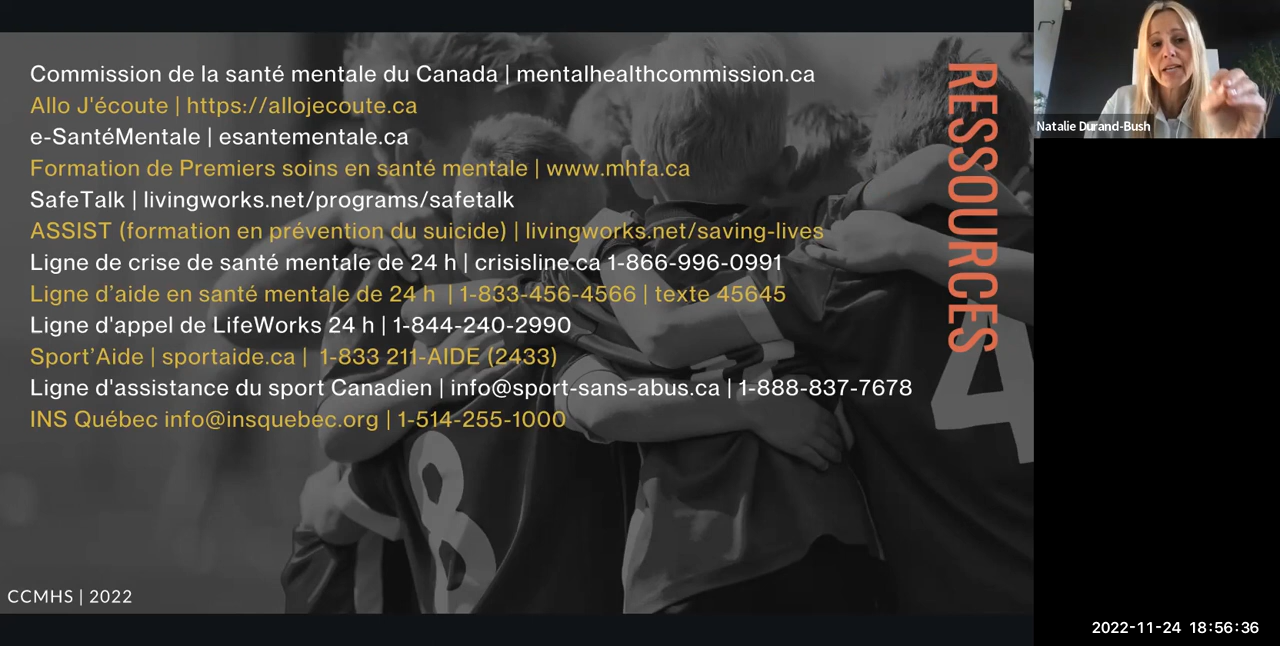 Commission de la santé mentale du Canada | mentalhealthcommission.ca
Allo J'écoute | https://allojecoute.ca
e-SantéMentale | esantementale.ca
Formation de Premiers soins en santé mentale | www.mhfa.ca
SafeTalk | livingworks.net/programs/safetalk
ASSIST (formation en prévention du suicide) | livingworks.net/saving-lives
Ligne de crise de santé mentale de 24 h | crisisline.ca 1-866-996-0991
Ligne d’aide en santé mentale de 24 h | 1-833-456-4566 | texte 45645
Ligne d'appel de LifeWorks 24 h | 1-844-240-2990
Sport’Aide | sportaide.ca | 1-833 211-AIDE (2433)
Ligne d'assistance du sport Canadien | info@sport-sans-abus.ca | 1-888-837-7678
INS Québec info@insquebec.org | 1-514-255-1000
RESSOURCES
4
8
CCMHS | 2022
Natalie Durand-Bush
2022-11-24 18:56:36